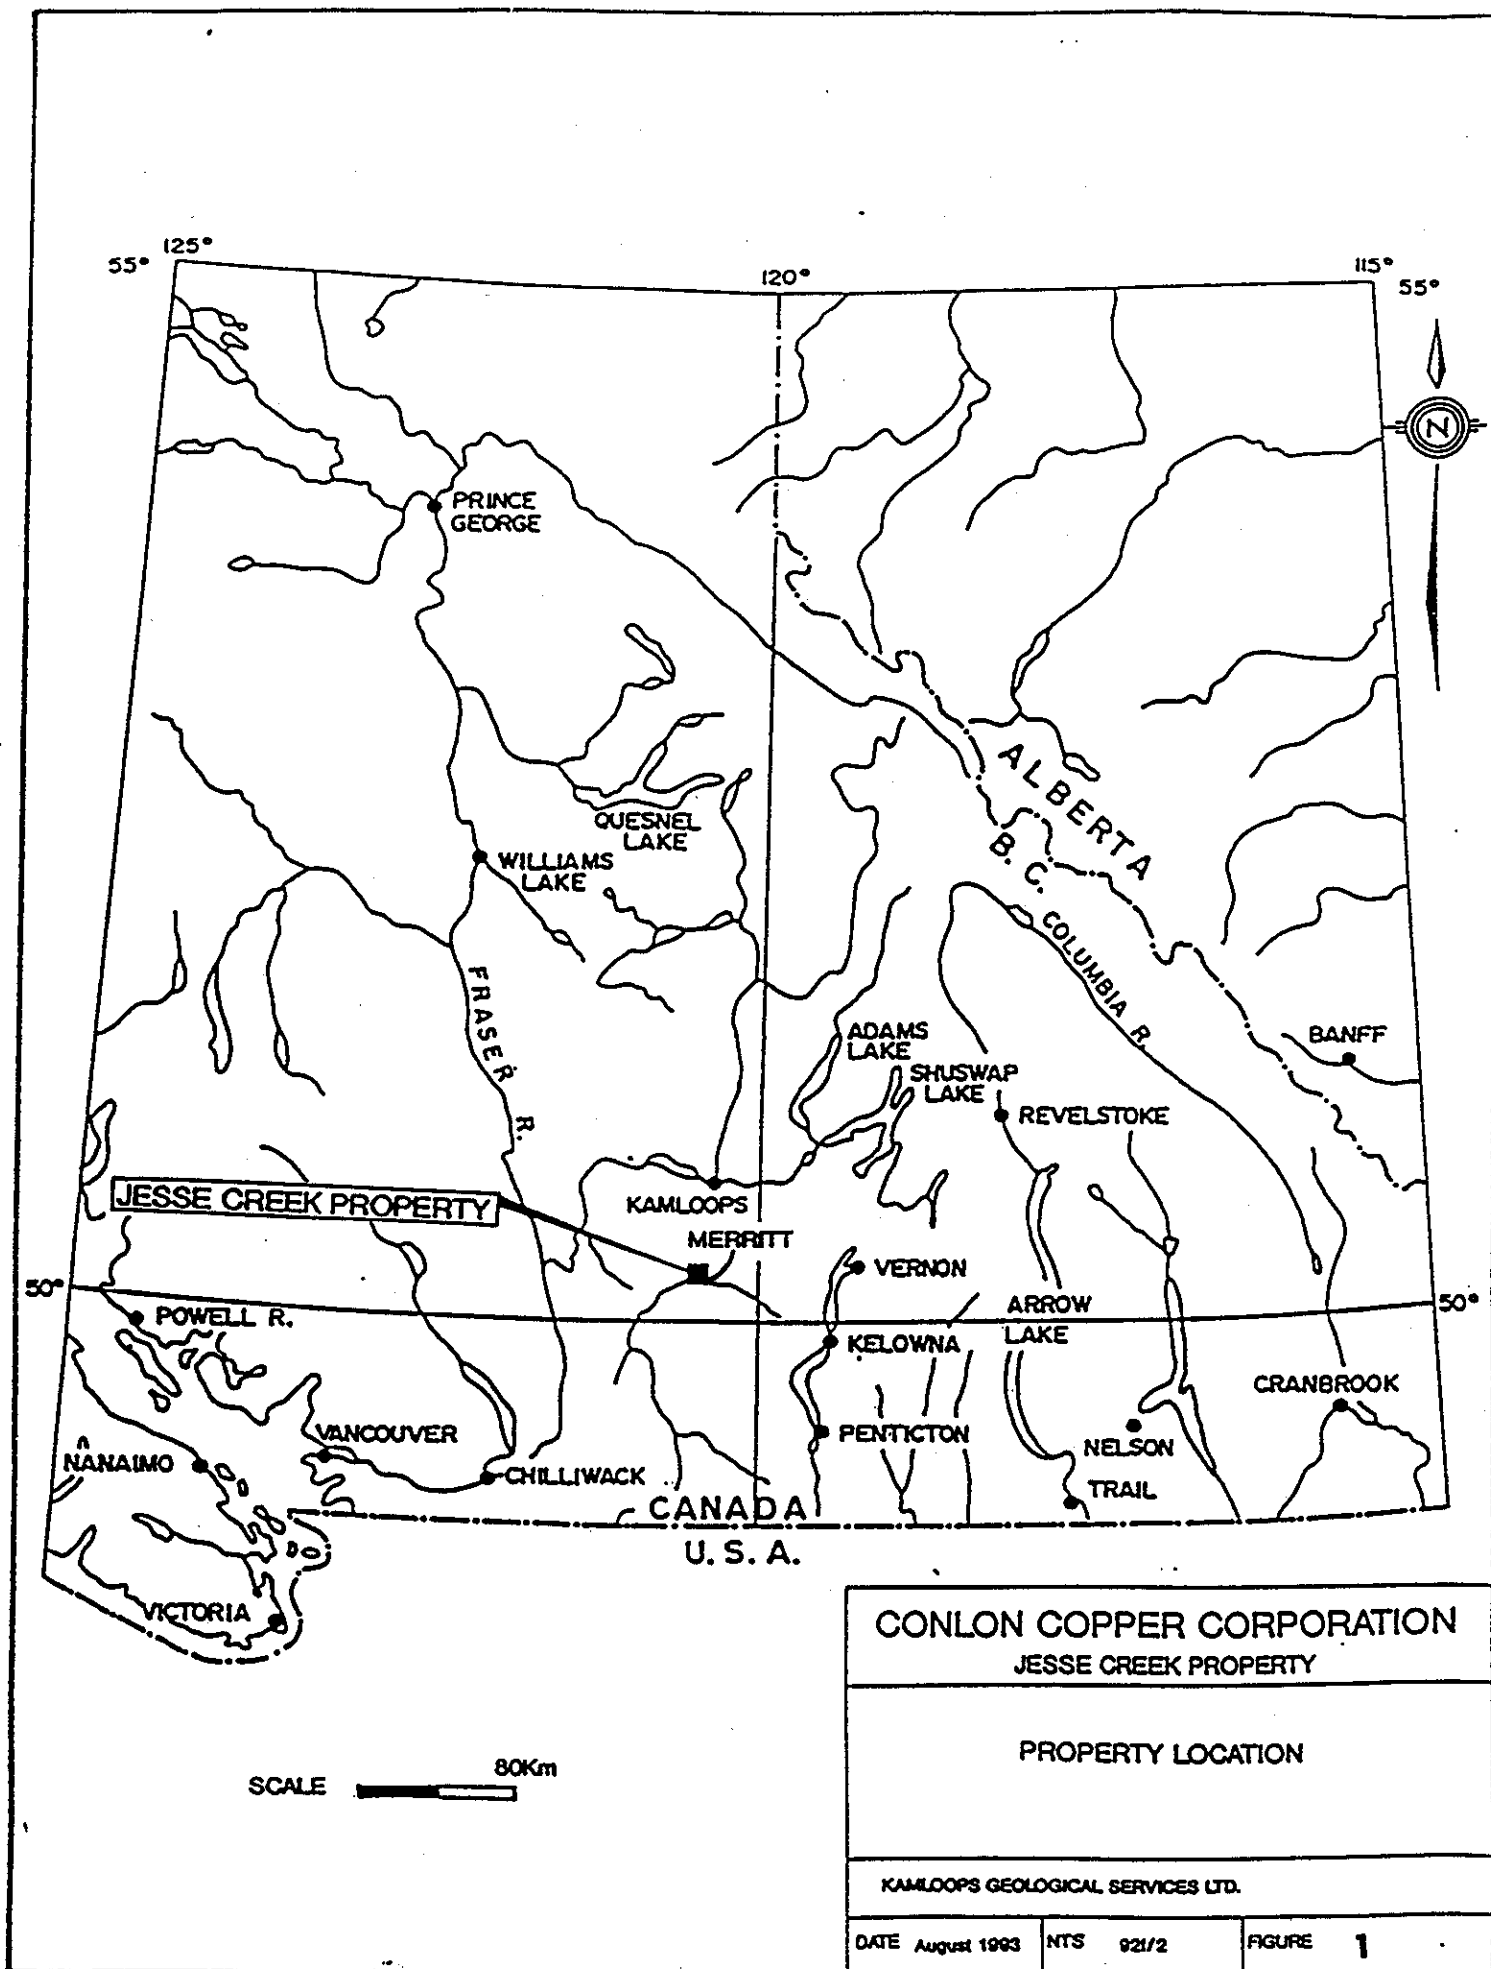 125°
55°
120°
115°
55°
N
PRINCE
GEORGE
ALBERTA
B. C.
QUESNEL
LAKE
WILLIAMS
LAKE
COLUMBIA R.
FRASER R.
ADAMS
LAKE
SHUSWAP
LAKE
BANFF
REVELSTOKE
JESSE CREEK PROPERTY
KAMLOOPS
MERRITT
VERNON
50°
50°
POWELL R.
ARROW
LAKE
KELOWNA
CRANBROOK
VANCOUVER
PENTICTON
NELSON
NANAIMO
CHILLIWACK
TRAIL
CANADA
U. S. A.
VICTORIA
CONLON COPPER CORPORATION
JESSE CREEK PROPERTY
PROPERTY LOCATION
SCALE 80Km
KAMLOOPS GEOLOGICAL SERVICES LTD.
DATE August 1993 NTS 92I/2 FIGURE 1